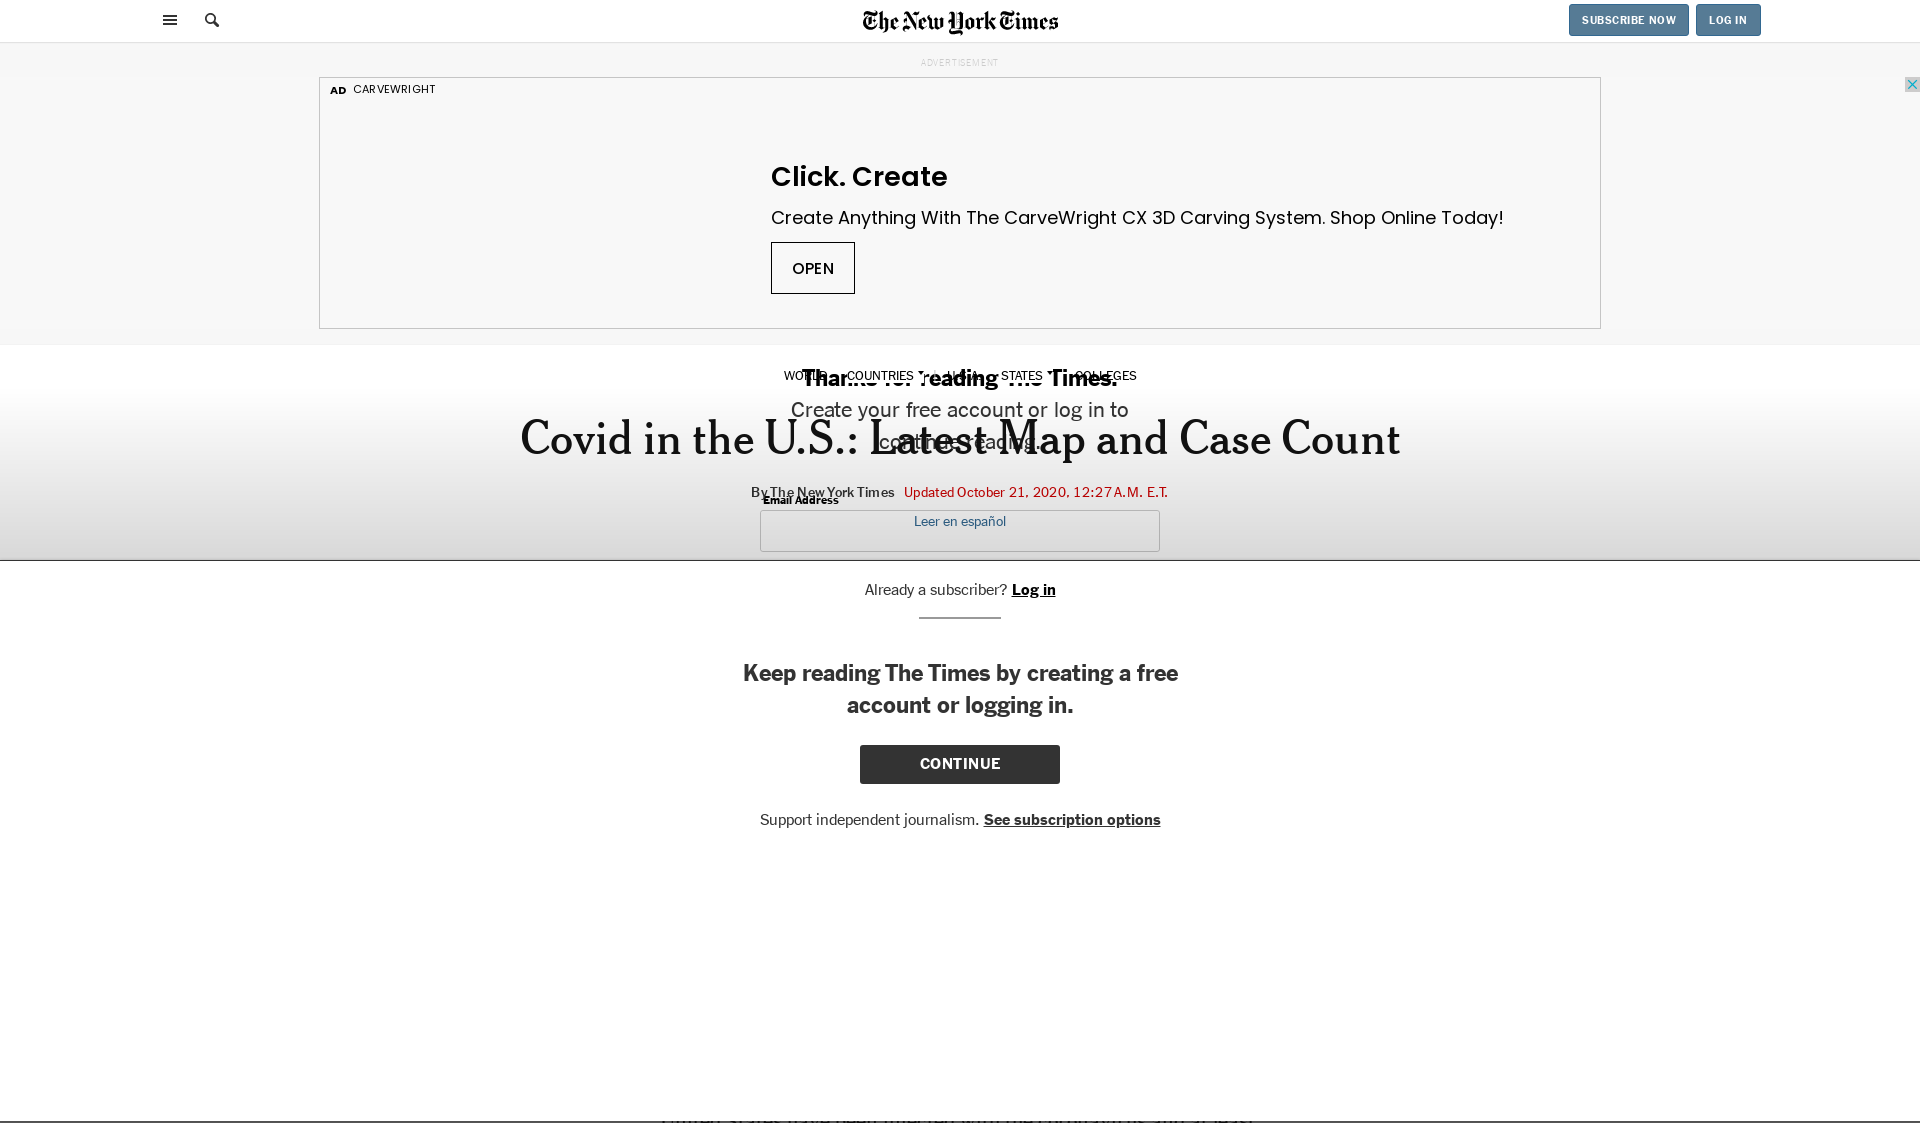 The New York Times
SUBSCRIBE NOW
LOG IN
ADVERTISEMENT
AD CARVEWRIGHT
Click. Create
Create Anything With The CarveWright CX 3D Carving System. Shop Online Today!
OPEN
WORLD COUNTRIES U.S.A. STATES COLLEGES
Thanks for reading The Times.
Create your free account or log in to
continue reading.
Covid in the U.S.: Latest Map and Case Count
By The New York Times Updated October 21, 2020, 12:27 A.M. E.T.
Email Address
Leer en español
Already a subscriber? Log in
Keep reading The Times by creating a free
account or logging in.
CONTINUE
Support independent journalism. See subscription options